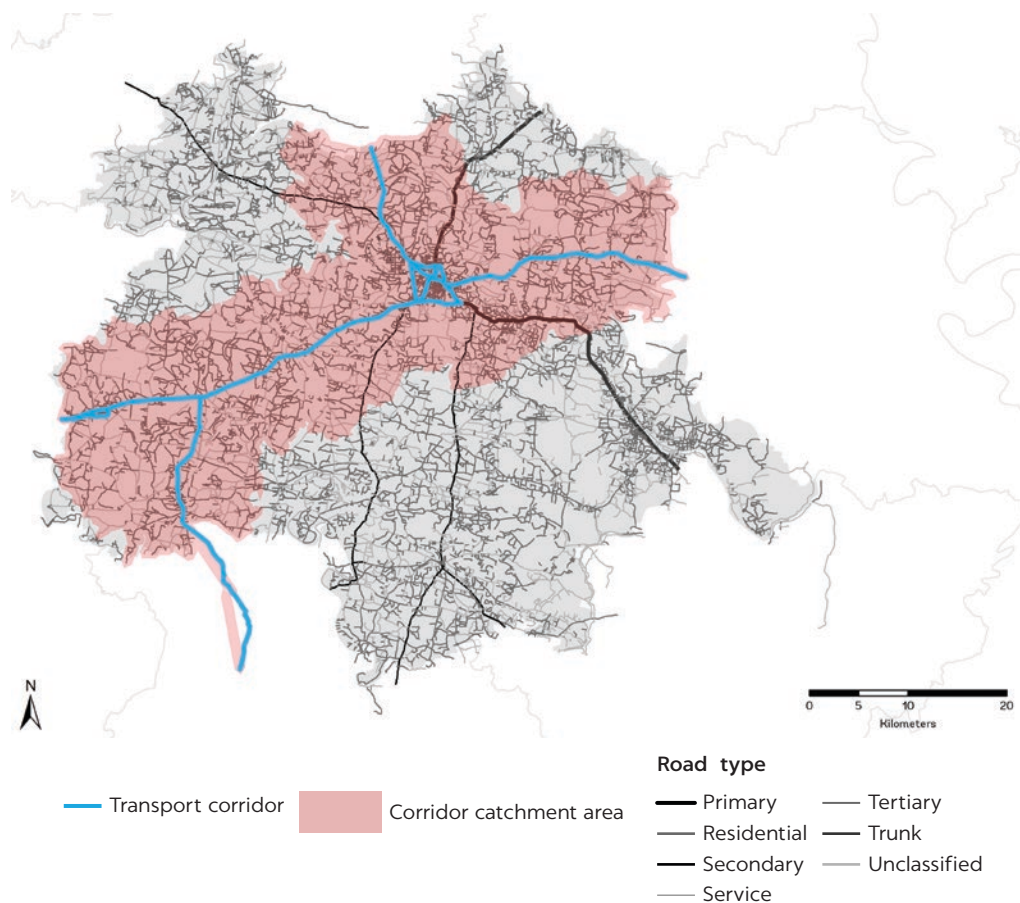 N
0 5 10 20
Kilometers
Transport corridor
Corridor catchment area
Road type
Primary
Tertiary
Residential
Trunk
Secondary
Unclassified
Service